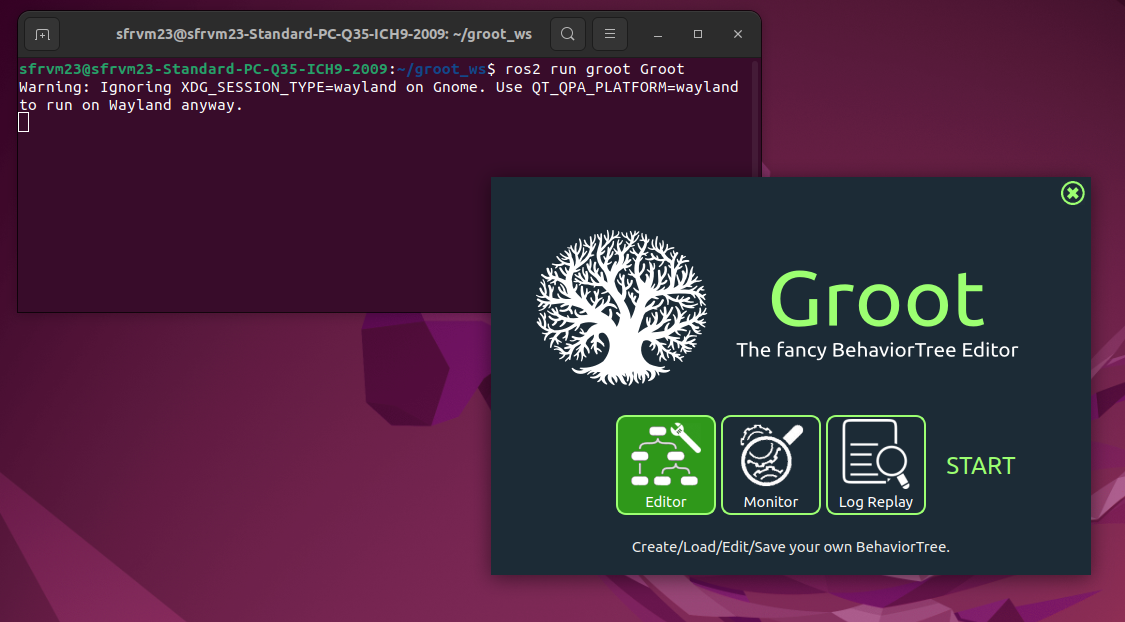 sfrvm23@sfrvm23-Standard-PC-Q35-ICH9-2009: ~/groot_ws
sfrvm23@sfrvm23-Standard-PC-Q35-ICH9-2009:~/groot_ws$ ros2 run groot Groot
Warning: Ignoring XDG_SESSION_TYPE=wayland on Gnome. Use QT_QPA_PLATFORM=wayland
to run on Wayland anyway.
Groot
The fancy BehaviorTree Editor
Editor
Monitor
Log Replay
START
Create/Load/Edit/Save your own BehaviorTree.